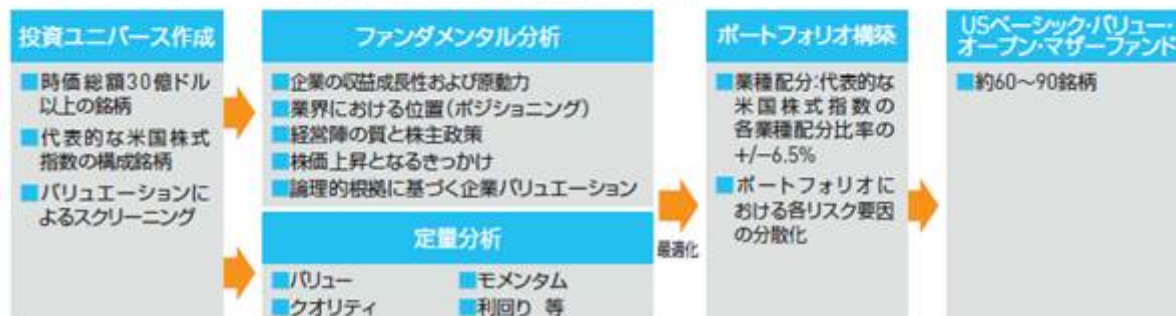 投資ユニバース作成
■時価総額30億ドル
以上の銘柄
■代表的な米国株式
指数の構成銘柄
■バリュエーションに
よるスクリーニング
ファンダメンタル分析
■企業の収益成長性および原動力
■業界における位置(ポジショニング)
■経営陣の質と株主政策
■株価上昇となるきっかけ
■論理的根拠に基づく企業バリュエーション
定量分析
■バリュー ■モメンタム
■クオリティ ■利回り 等
最適化
ポートフォリオ構築
■業種配分:代表的な
米国株式指数の
各業種配分比率の
+/−6.5%
■ポートフォリオに
おける各リスク要因
の分散化
USベーシック・バリュー・
オープン・マザーファンド
■約60〜90銘柄